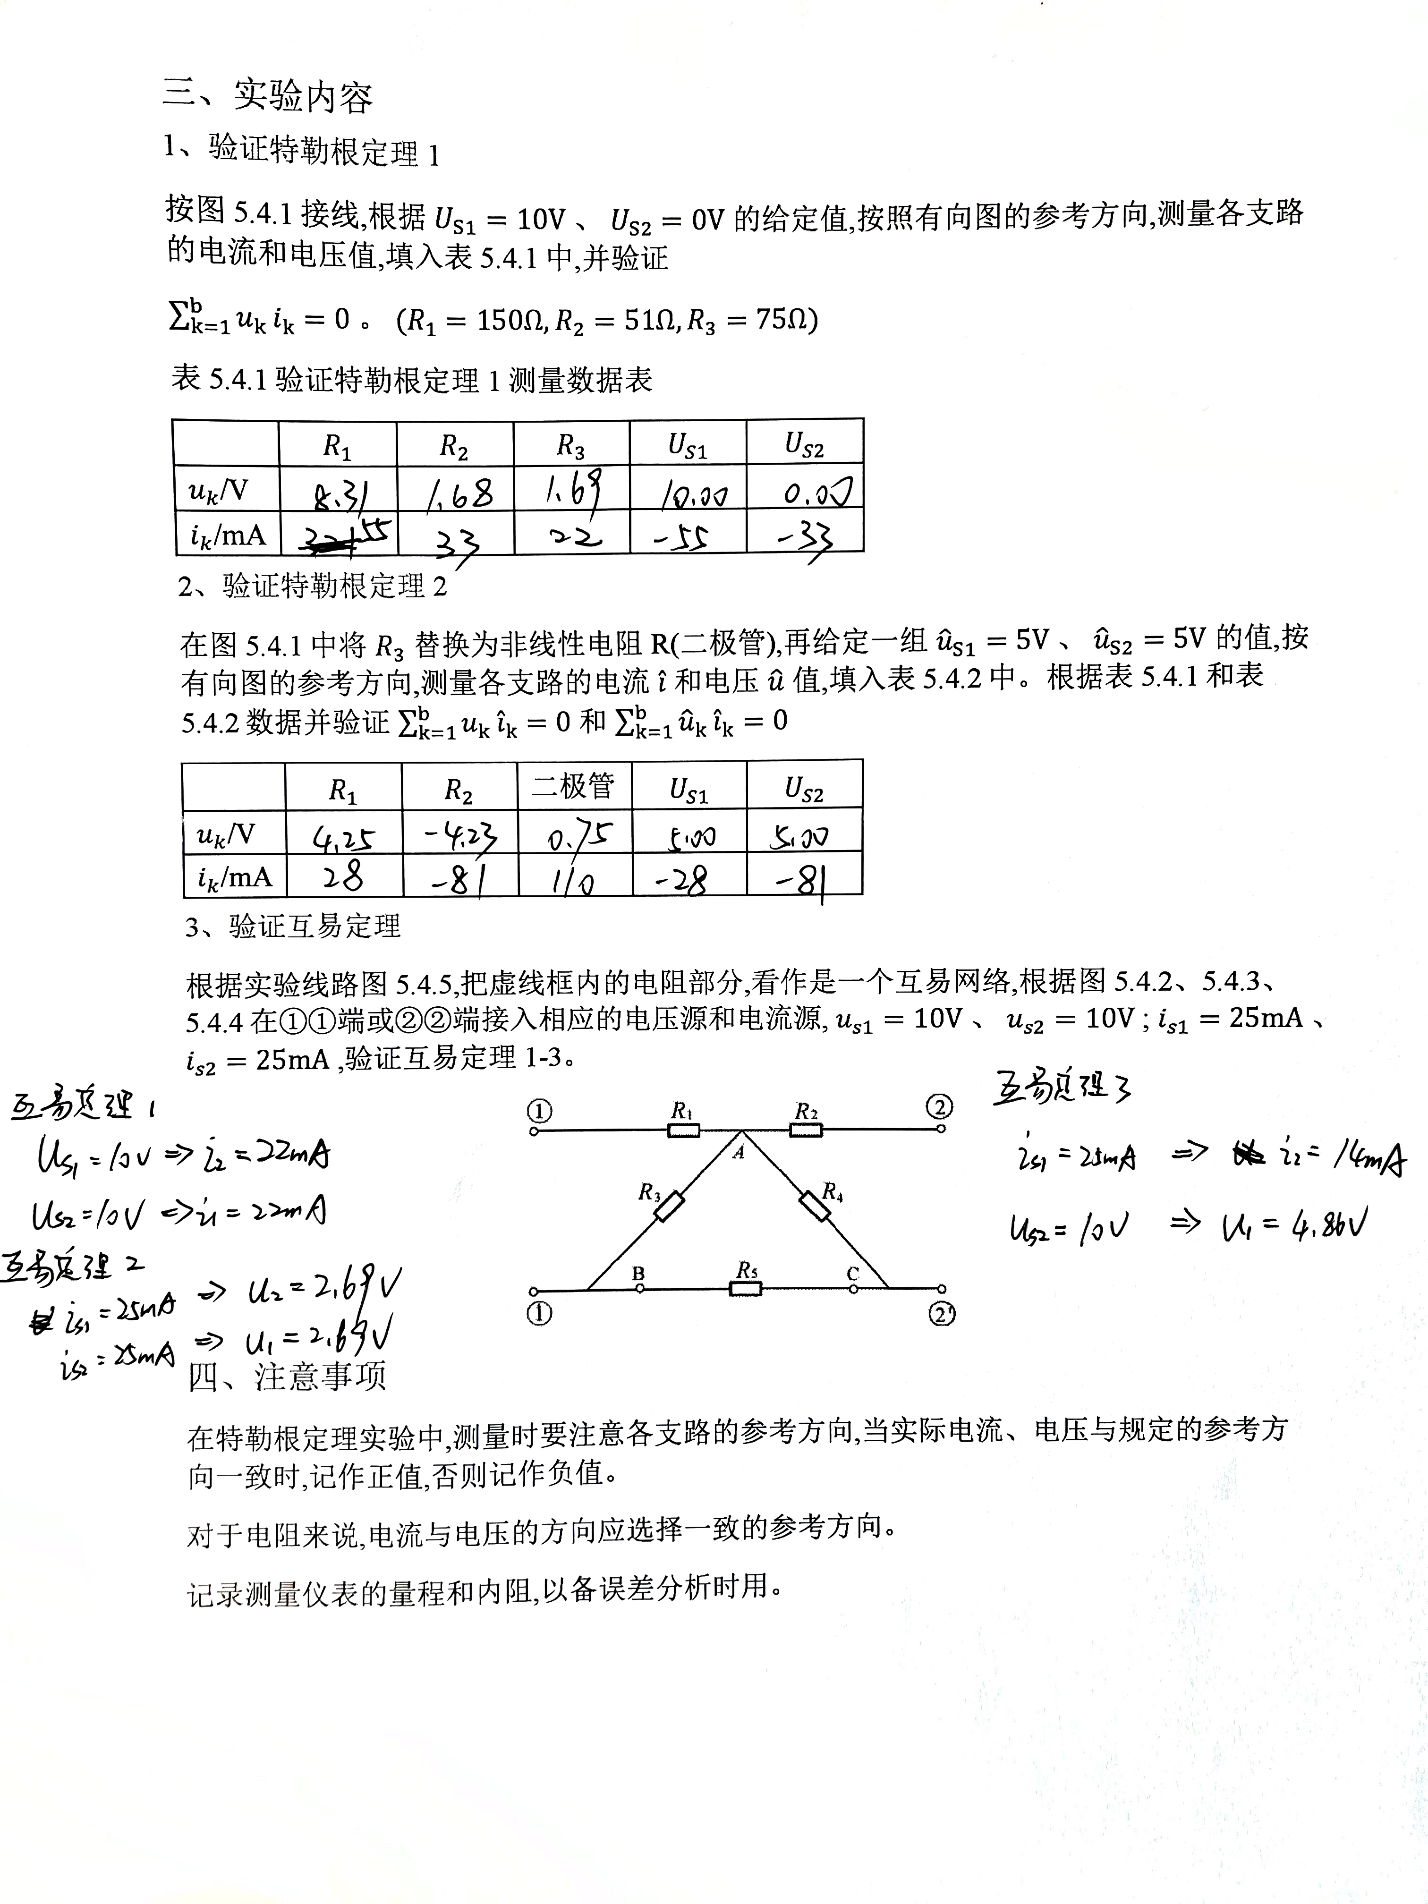 三、实验内容
1、验证特勒根定理 1
按图 5.4.1 接线,根据 U_S1 = 10V 、 U_S2 = 0V 的给定值,按照有向图的参考方向,测量各支路
的电流和电压值,填入表 5.4.1 中,并验证
∑_{k=1}^{b} u_k i_k = 0 。 (R_1 = 150Ω, R_2 = 51Ω, R_3 = 75Ω)
表 5.4.1 验证特勒根定理 1 测量数据表
R_1 R_2 R_3 U_S1 U_S2
u_k/V 8.31 1.68 1.69 10.00 0.00
i_k/mA 55 33 22 -55 -33
2、验证特勒根定理 2
在图 5.4.1 中将 R_3 替换为非线性电阻 R(二极管),再给定一组 û_S1 = 5V 、 û_S2 = 5V 的值,按
有向图的参考方向,测量各支路的电流 î 和电压 û 值,填入表 5.4.2 中。根据表 5.4.1 和表
5.4.2 数据并验证 ∑_{k=1}^{b} u_k î_k = 0 和 ∑_{k=1}^{b} û_k î_k = 0
R_1 R_2 二极管 U_S1 U_S2
u_k/V 4.25 -4.23 0.75 5.00 5.00
i_k/mA 28 -81 110 -28 -81
3、验证互易定理
根据实验线路图 5.4.5,把虚线框内的电阻部分,看作是一个互易网络,根据图 5.4.2、5.4.3、
5.4.4 在①①端或②②端接入相应的电压源和电流源, u_s1 = 10V 、 u_s2 = 10V ; i_s1 = 25mA 、
i_s2 = 25mA ,验证互易定理 1-3。
互易定理 1
U_S1 = 10V ⇒ i_2 = 22mA
U_S2 = 10V ⇒ i_1 = 22mA
互易定理 2
i_S1 = 25mA ⇒ U_2 = 2.69V
i_S2 = 25mA ⇒ U_1 = 2.69V
① R1 R2 ②
A
R3 R4
B R5 C
① ②'
互易定理 3
i_S1 = 25mA ⇒ i_2 = 14mA
U_S2 = 10V ⇒ U_1 = 4.86V
四、注意事项
在特勒根定理实验中,测量时要注意各支路的参考方向,当实际电流、电压与规定的参考方
向一致时,记作正值,否则记作负值。
对于电阻来说,电流与电压的方向应选择一致的参考方向。
记录测量仪表的量程和内阻,以备误差分析时用。